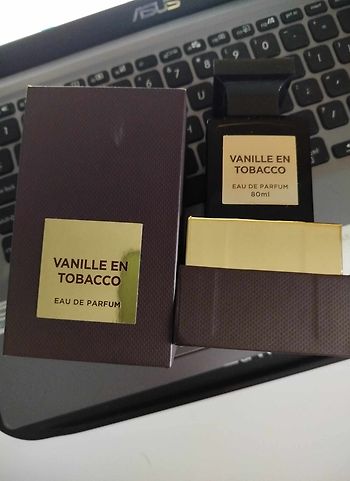 ASUS
VANILLE EN
TOBACCO
EAU DE PARFUM
80ml
VANILLE EN
TOBACCO
EAU DE PARFUM